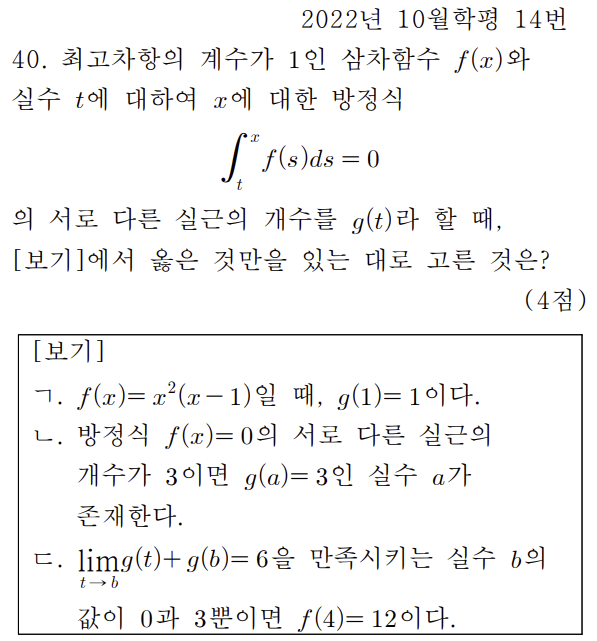 2022년 10월학평 14번
40. 최고차항의 계수가 1인 삼차함수 f(x)와
실수 t에 대하여 x에 대한 방정식
∫_t^x f(s)ds = 0
의 서로 다른 실근의 개수를 g(t)라 할 때,
[보기]에서 옳은 것만을 있는 대로 고른 것은?
(4점)
[보기]
ㄱ. f(x)= x²(x-1)일 때, g(1)= 1이다.
ㄴ. 방정식 f(x)= 0의 서로 다른 실근의
개수가 3이면 g(a)= 3인 실수 a가
존재한다.
ㄷ. lim_{t→b} g(t)+ g(b)= 6을 만족시키는 실수 b의
값이 0과 3뿐이면 f(4)= 12이다.